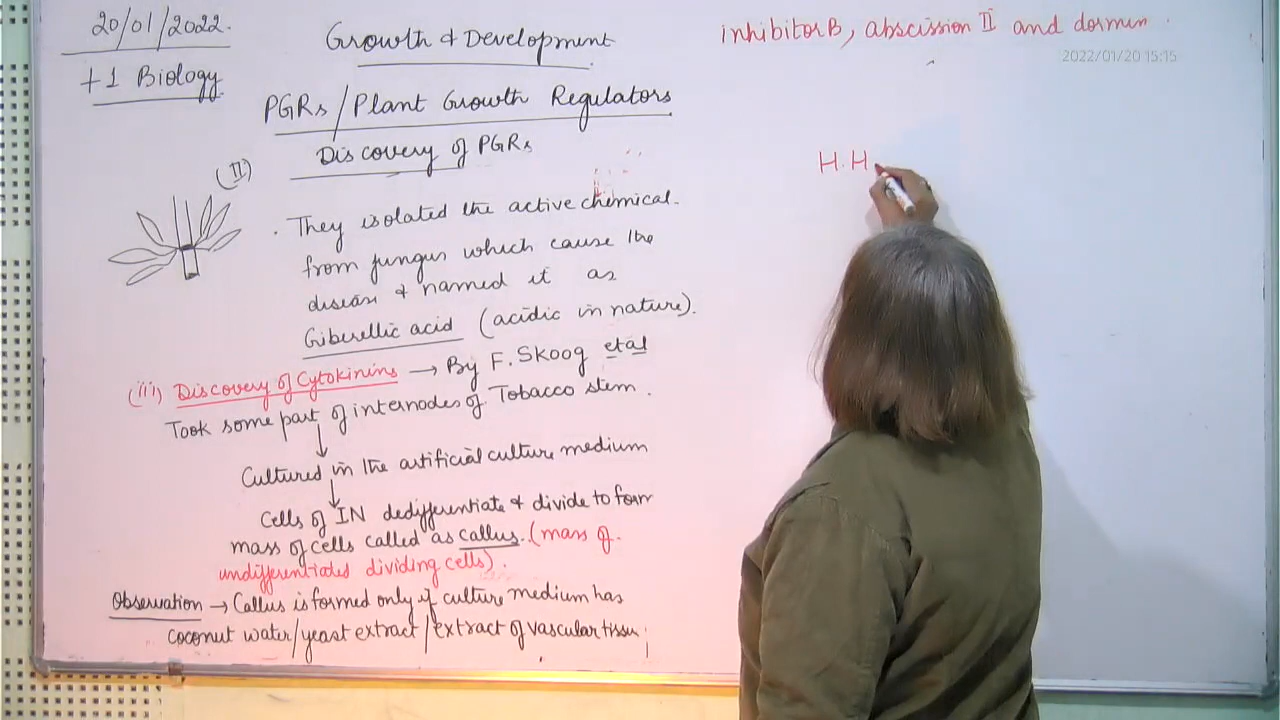 20/01/2022.
+1 Biology
Growth & Development
PGRs/Plant Growth Regulators
Discovery of PGRs
(II)
. They isolated the active chemical
from fungus which cause the
disease & named it as
Giberellic acid (acidic in nature).
(iii) Discovery of Cytokinins → By F. Skoog et al
Took some part of internodes of Tobacco stem.
Cultured in the artificial culture medium
Cells of IN dedifferentiate & divide to form
mass of cells called as callus. (mass of
undifferentiated dividing cells).
Observation → Callus is formed only if culture medium has
coconut water/yeast extract/extract of vascular tissu
inhibitor B, abscission II and dormin.
2022/01/20 15:15
H.H